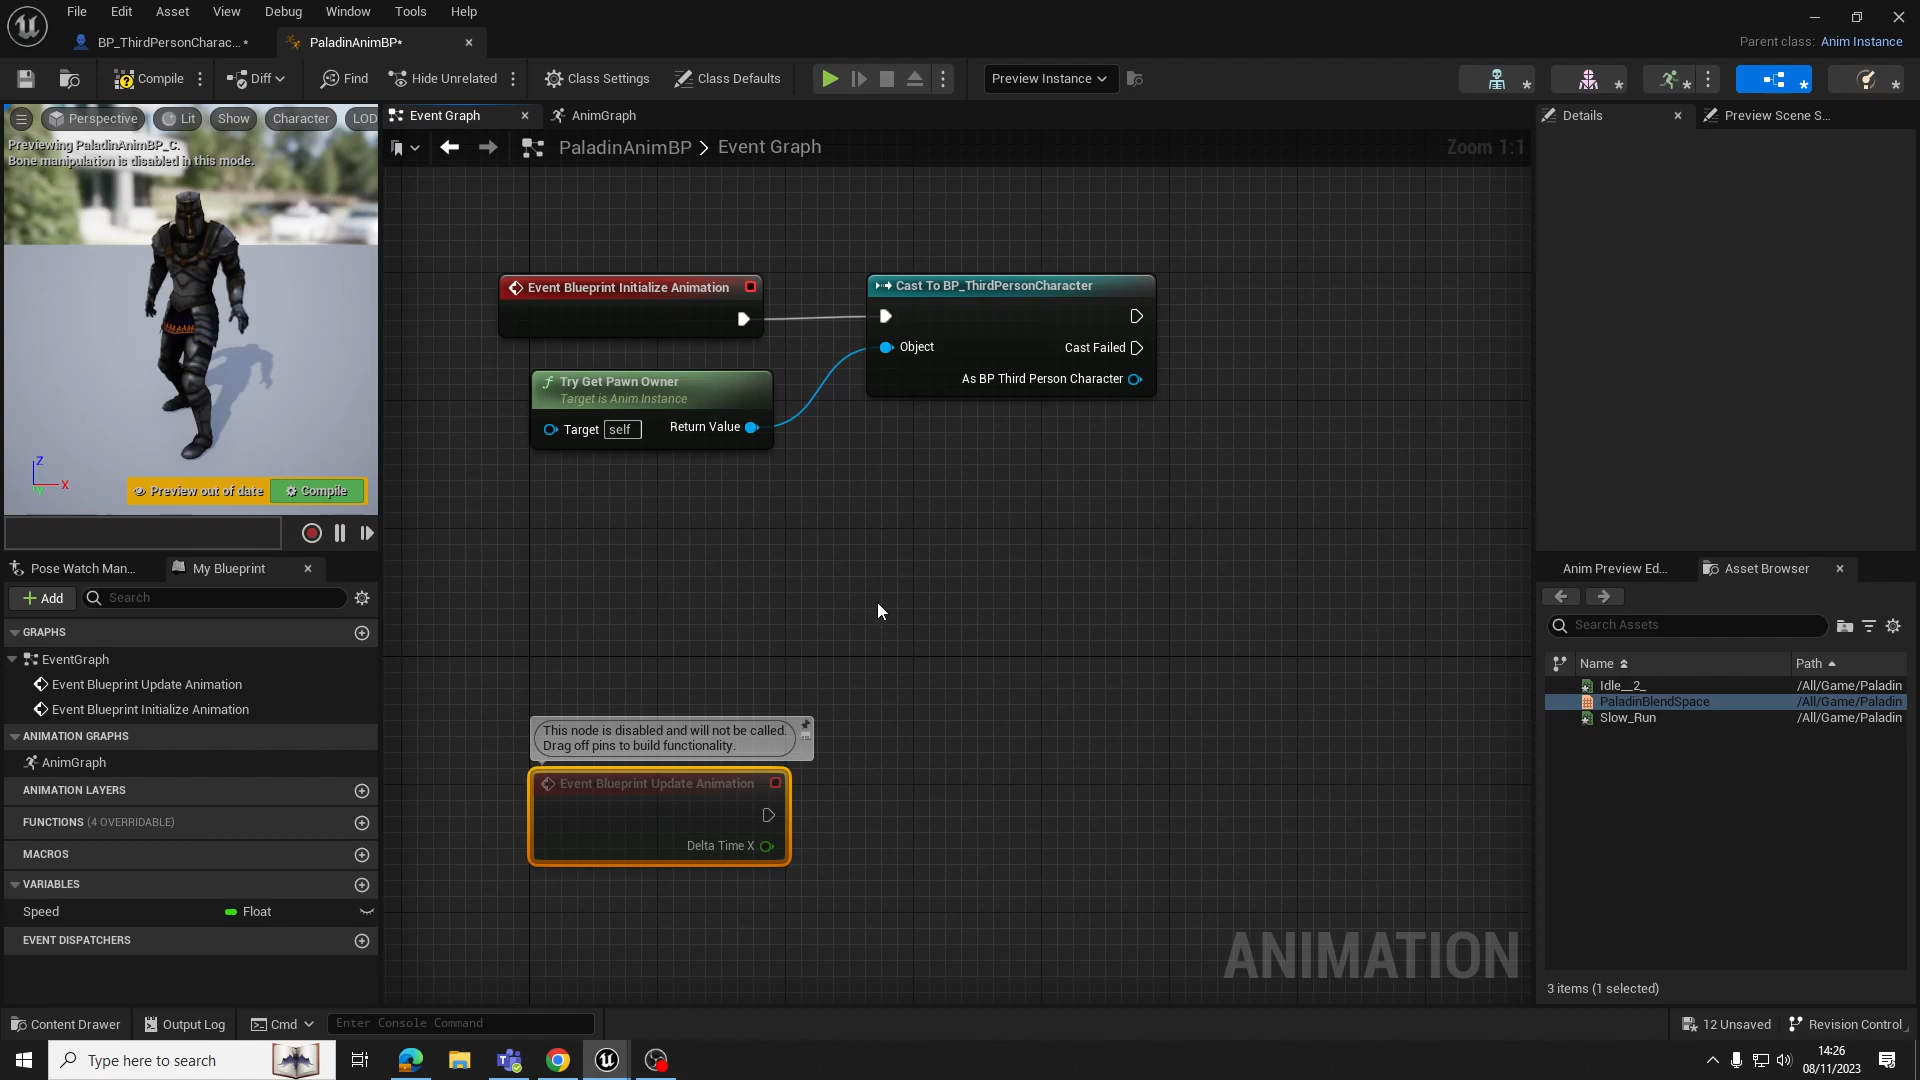 File Edit Asset View Debug Window Tools Help
BP_ThirdPersonCharac... *
PaladinAnimBP*
Parent class: Anim Instance
Compile
Diff
Find
Hide Unrelated
Class Settings
Class Defaults
Preview Instance
Perspective Lit Show Character LOD
Previewing PaladinAnimBP_C.
Bone manipulation is disabled in this mode.
Z
X
Y
Preview out of date
Compile
Event Graph
AnimGraph
PaladinAnimBP > Event Graph
Zoom 1:1
Event Blueprint Initialize Animation
Cast To BP_ThirdPersonCharacter
Object
Cast Failed
As BP Third Person Character
f Try Get Pawn Owner
Target is Anim Instance
Target self
Return Value
This node is disabled and will not be called.
Drag off pins to build functionality.
Event Blueprint Update Animation
Delta Time X
ANIMATION
Details
Preview Scene S...
Pose Watch Man...
My Blueprint
Add
Search
GRAPHS
EventGraph
Event Blueprint Update Animation
Event Blueprint Initialize Animation
ANIMATION GRAPHS
AnimGraph
ANIMATION LAYERS
FUNCTIONS (4 OVERRIDABLE)
MACROS
VARIABLES
Speed Float
EVENT DISPATCHERS
Anim Preview Ed...
Asset Browser
Search Assets
Name Path
Idle__2_ /All/Game/Paladin
PaladinBlendSpace /All/Game/Paladin
Slow_Run /All/Game/Paladin
3 items (1 selected)
Content Drawer
Output Log
Cmd
Enter Console Command
12 Unsaved
Revision Control
Type here to search
14:26
08/11/2023